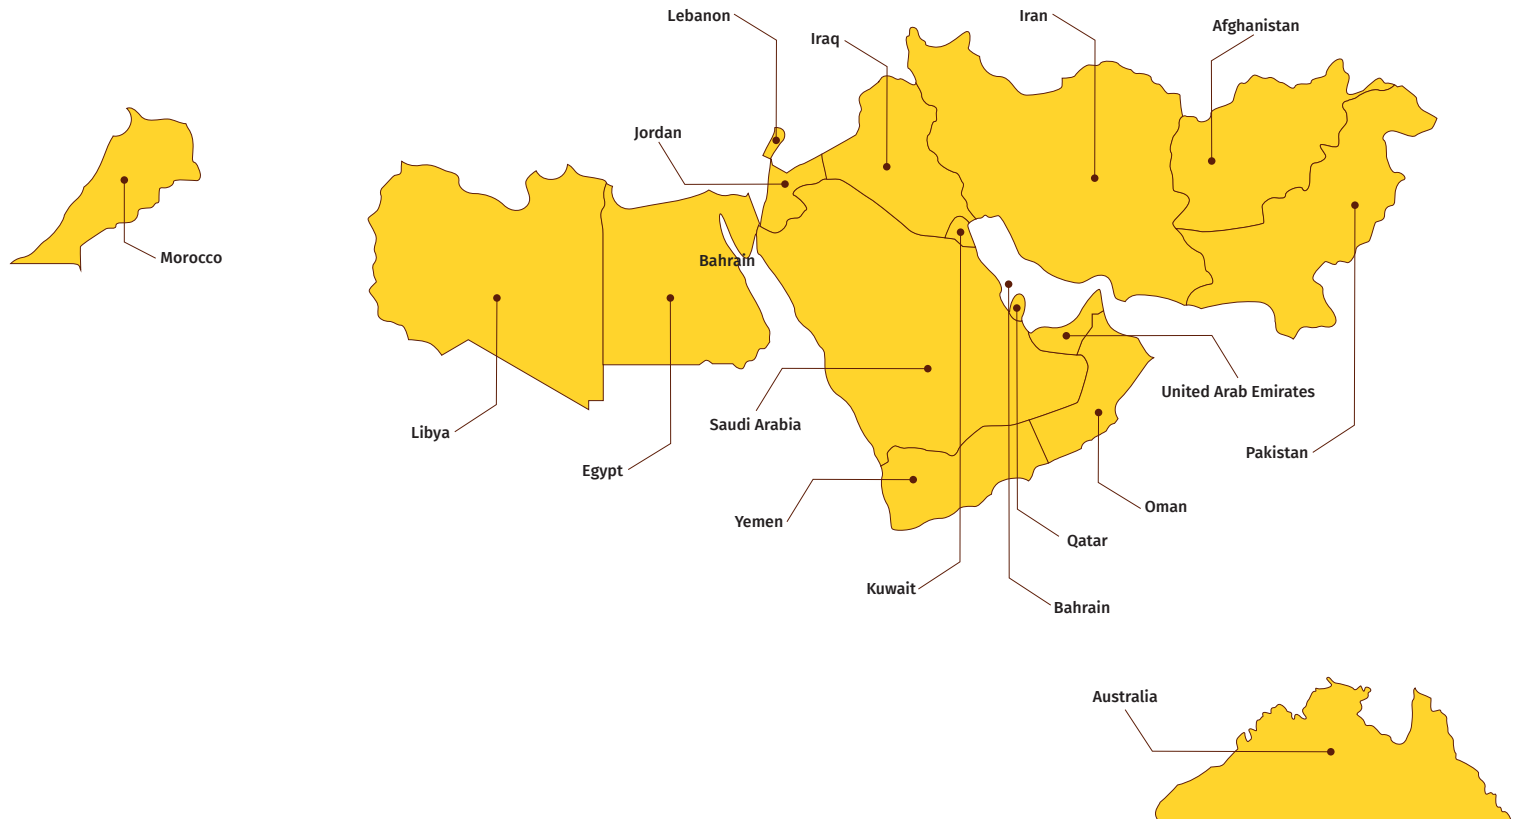 Lebanon
Iran
Afghanistan
Iraq
Jordan
Morocco
Bahrain
United Arab Emirates
Saudi Arabia
Libya
Pakistan
Egypt
Oman
Yemen
Qatar
Kuwait
Bahrain
Australia